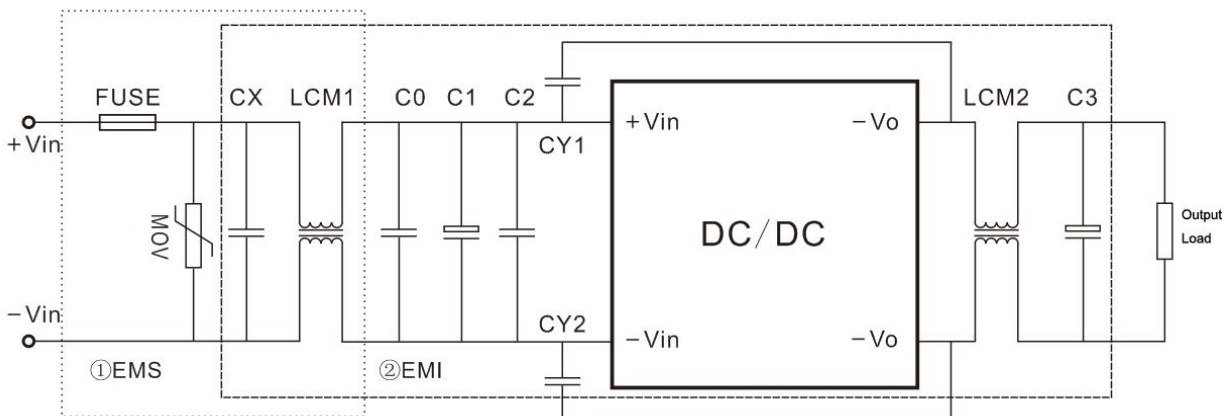 FUSE CX LCM1 C0 C1 C2 LCM2 C3
+Vin
CY1
+Vin
−Vo
MOV
DC/DC
Output
Load
−Vin
CY2
−Vin
−Vo
①EMS
②EMI